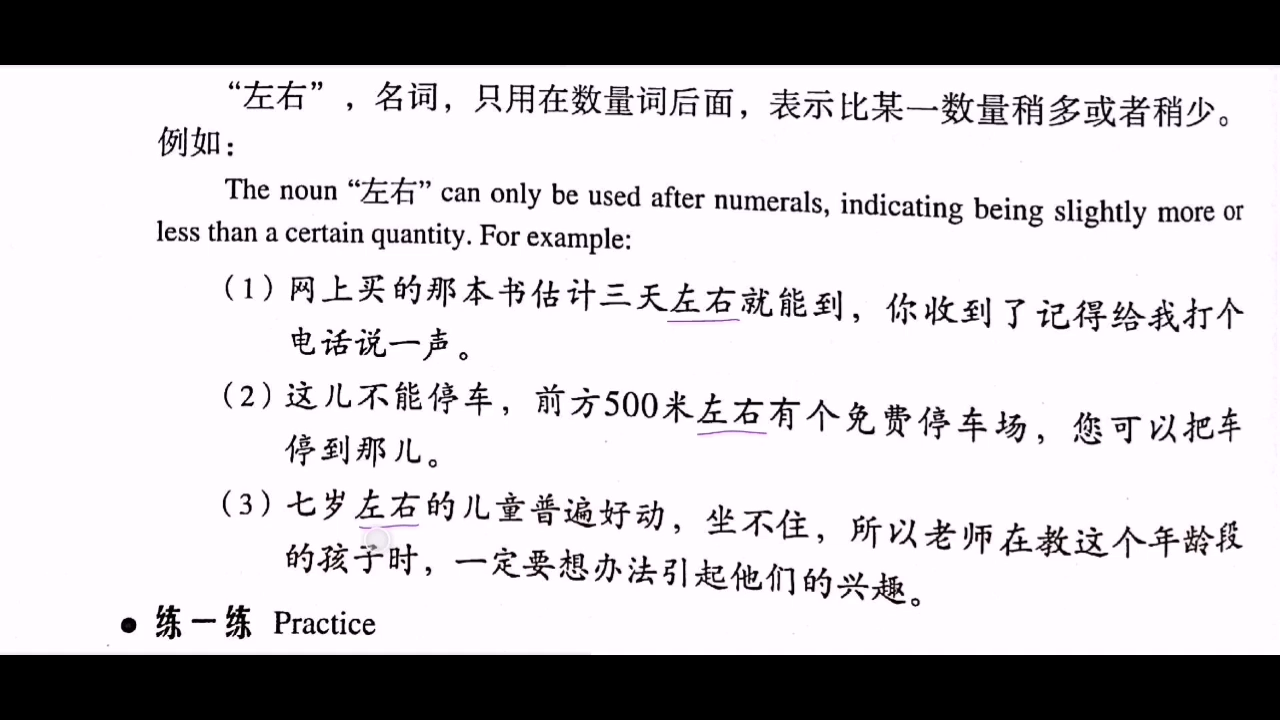 “左右”，名词，只用在数量词后面，表示比某一数量稍多或者稍少。
例如：
The noun “左右” can only be used after numerals, indicating being slightly more or
less than a certain quantity. For example:
（1）网上买的那本书估计三天左右就能到，你收到了记得给我打个
电话说一声。
（2）这儿不能停车，前方500米左右有个免费停车场，您可以把车
停到那儿。
（3）七岁左右的儿童普遍好动，坐不住，所以老师在教这个年龄段
的孩子时，一定要想办法引起他们的兴趣。
● 练一练 Practice